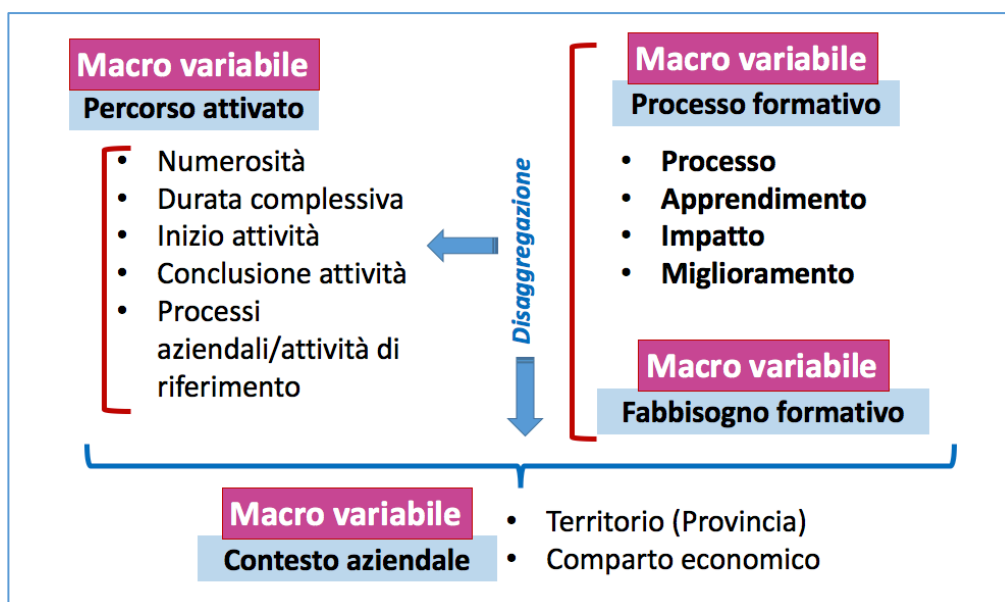 Macro variabile
Percorso attivato
• Numerosità
• Durata complessiva
• Inizio attività
• Conclusione attività
• Processi
aziendali/attività di
riferimento
Disaggregazione
Macro variabile
Processo formativo
• Processo
• Apprendimento
• Impatto
• Miglioramento
Macro variabile
Fabbisogno formativo
Macro variabile
Contesto aziendale
• Territorio (Provincia)
• Comparto economico